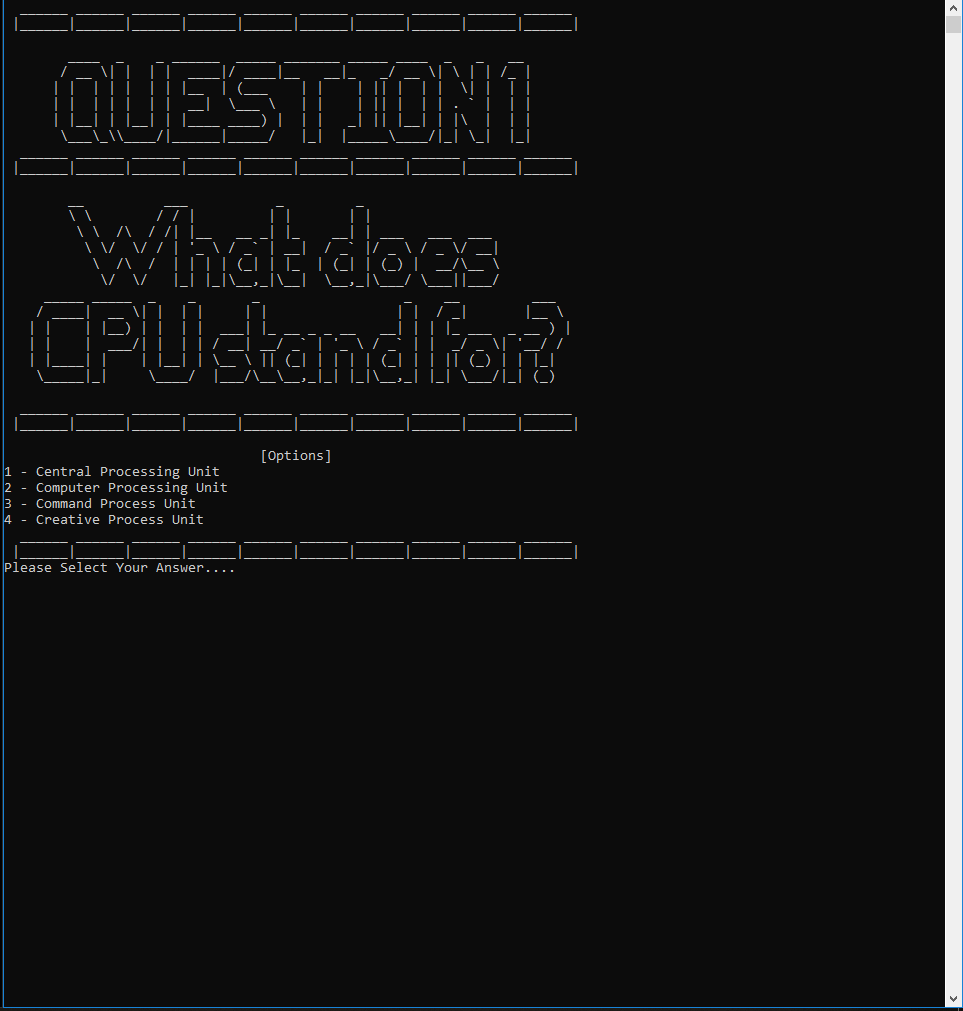 QUESTION 1
What does
CPU stand for?
[Options]
1 - Central Processing Unit
2 - Computer Processing Unit
3 - Command Process Unit
4 - Creative Process Unit
Please Select Your Answer....